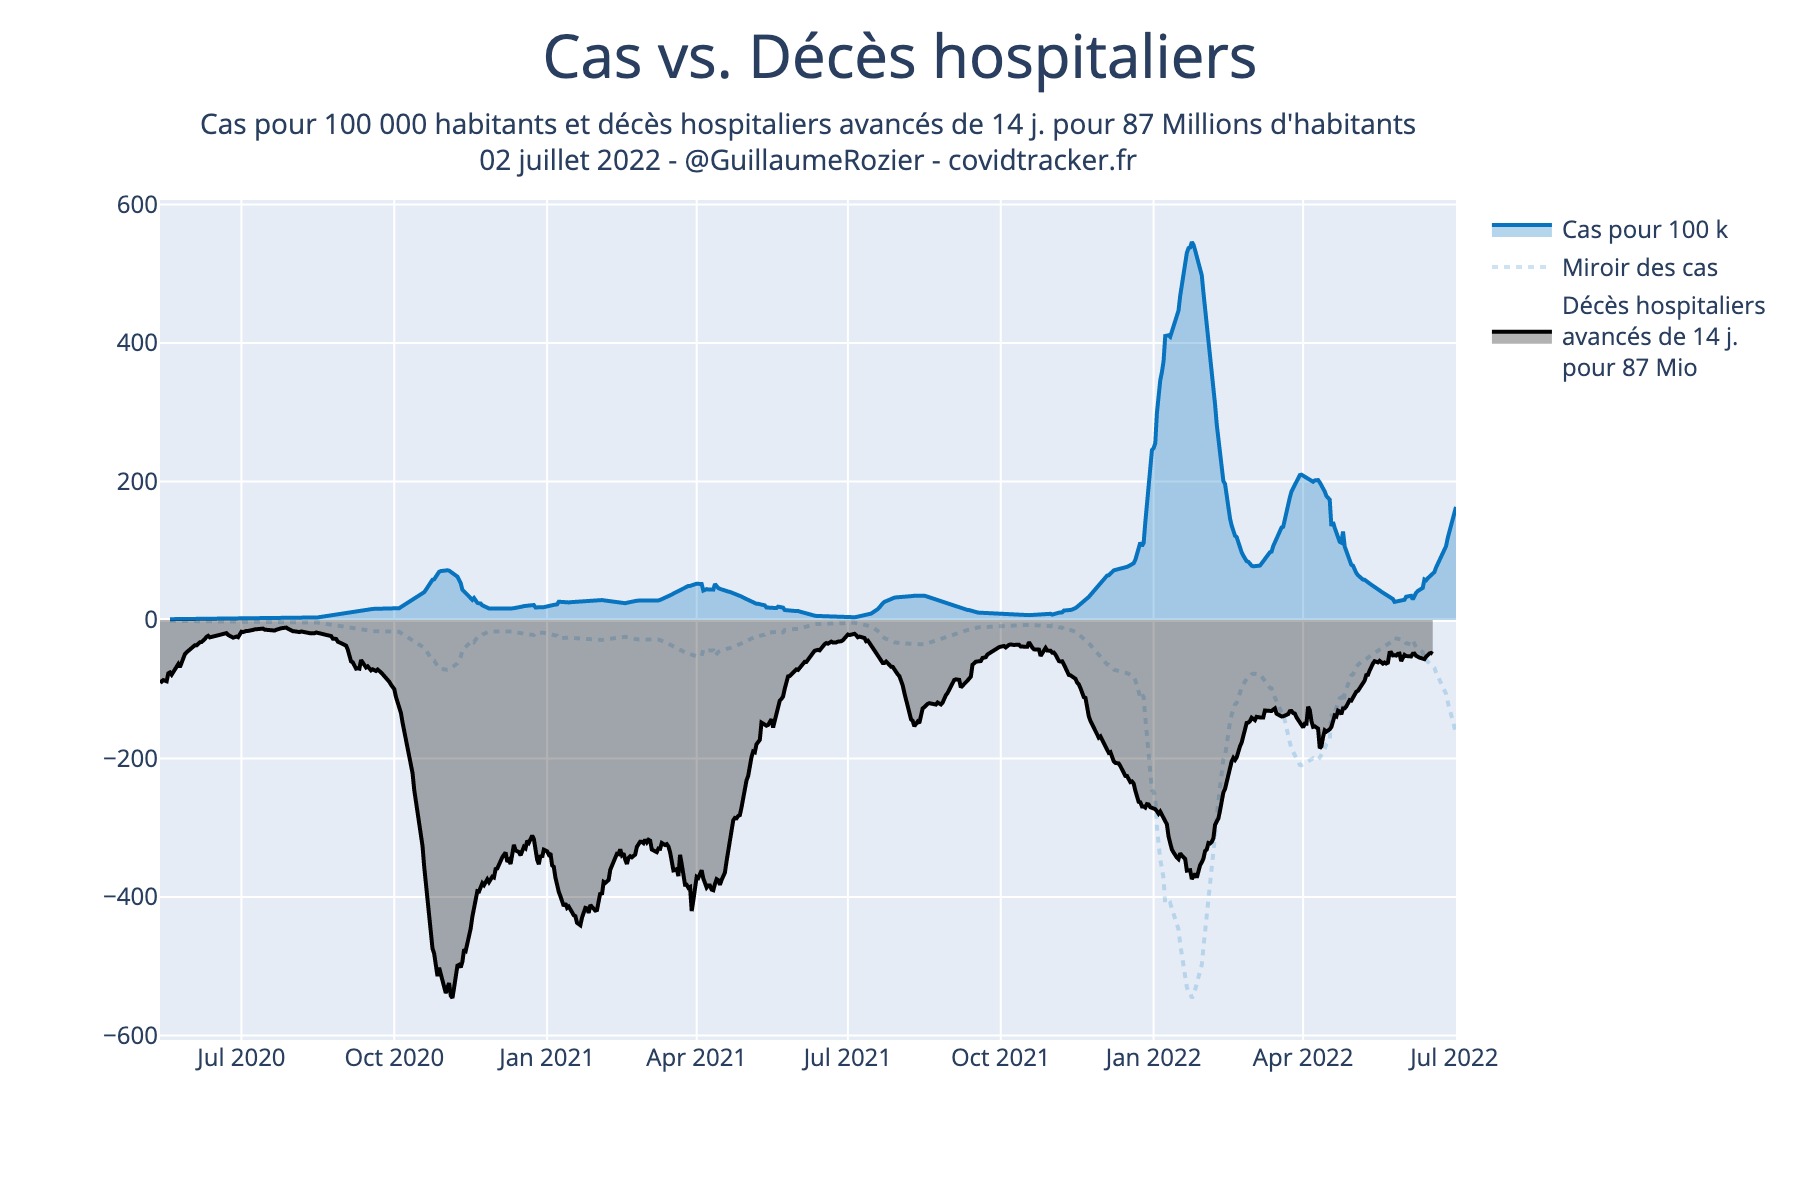 Cas vs. Décès hospitaliers
Cas pour 100 000 habitants et décès hospitaliers avancés de 14 j. pour 87 Millions d'habitants
02 juillet 2022 - @GuillaumeRozier - covidtracker.fr
600
400
200
0
−200
−400
−600
Jul 2020
Oct 2020
Jan 2021
Apr 2021
Jul 2021
Oct 2021
Jan 2022
Apr 2022
Jul 2022
Cas pour 100 k
Miroir des cas
Décès hospitaliers
avancés de 14 j.
pour 87 Mio